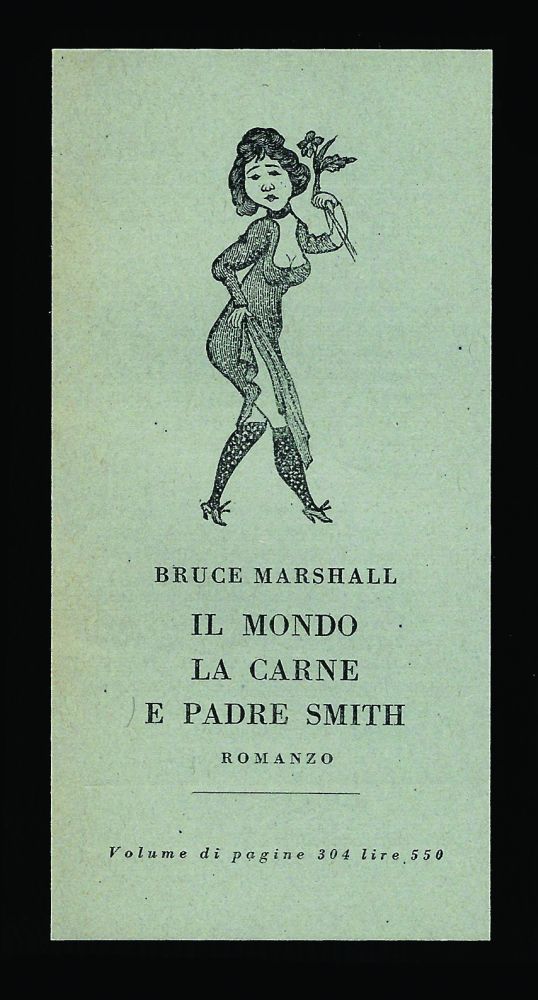 BRUCE MARSHALL
IL MONDO
LA CARNE
E PADRE SMITH
ROMANZO
Volume di pagine 304 lire 550